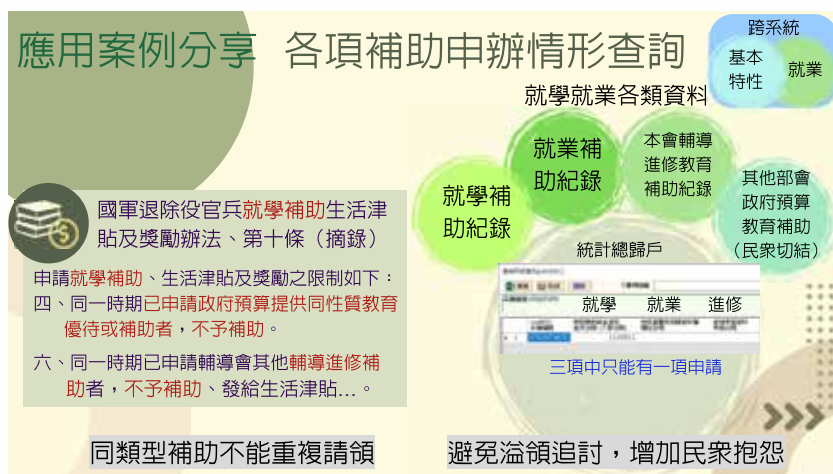 應用案例分享 各項補助申辦情形查詢
跨系統
基本
特性
就業
就學就業各類資料
就學補
助紀錄
就業補
助紀錄
本會輔導
進修教育
補助紀錄
其他部會
政府預算
教育補助
（民眾切結）
國軍退除役官兵就學補助生活津
貼及獎勵辦法、第十條（摘錄）
申請就學補助、生活津貼及獎勵之限制如下：
四、同一時期已申請政府預算提供同性質教育
優待或補助者，不予補助。
六、同一時期已申請輔導會其他輔導進修補
助者，不予補助、發給生活津貼...。
統計總歸戶
就學 就業 進修
三項中只能有一項申請
同類型補助不能重複請領
避免溢領追討，增加民眾抱怨